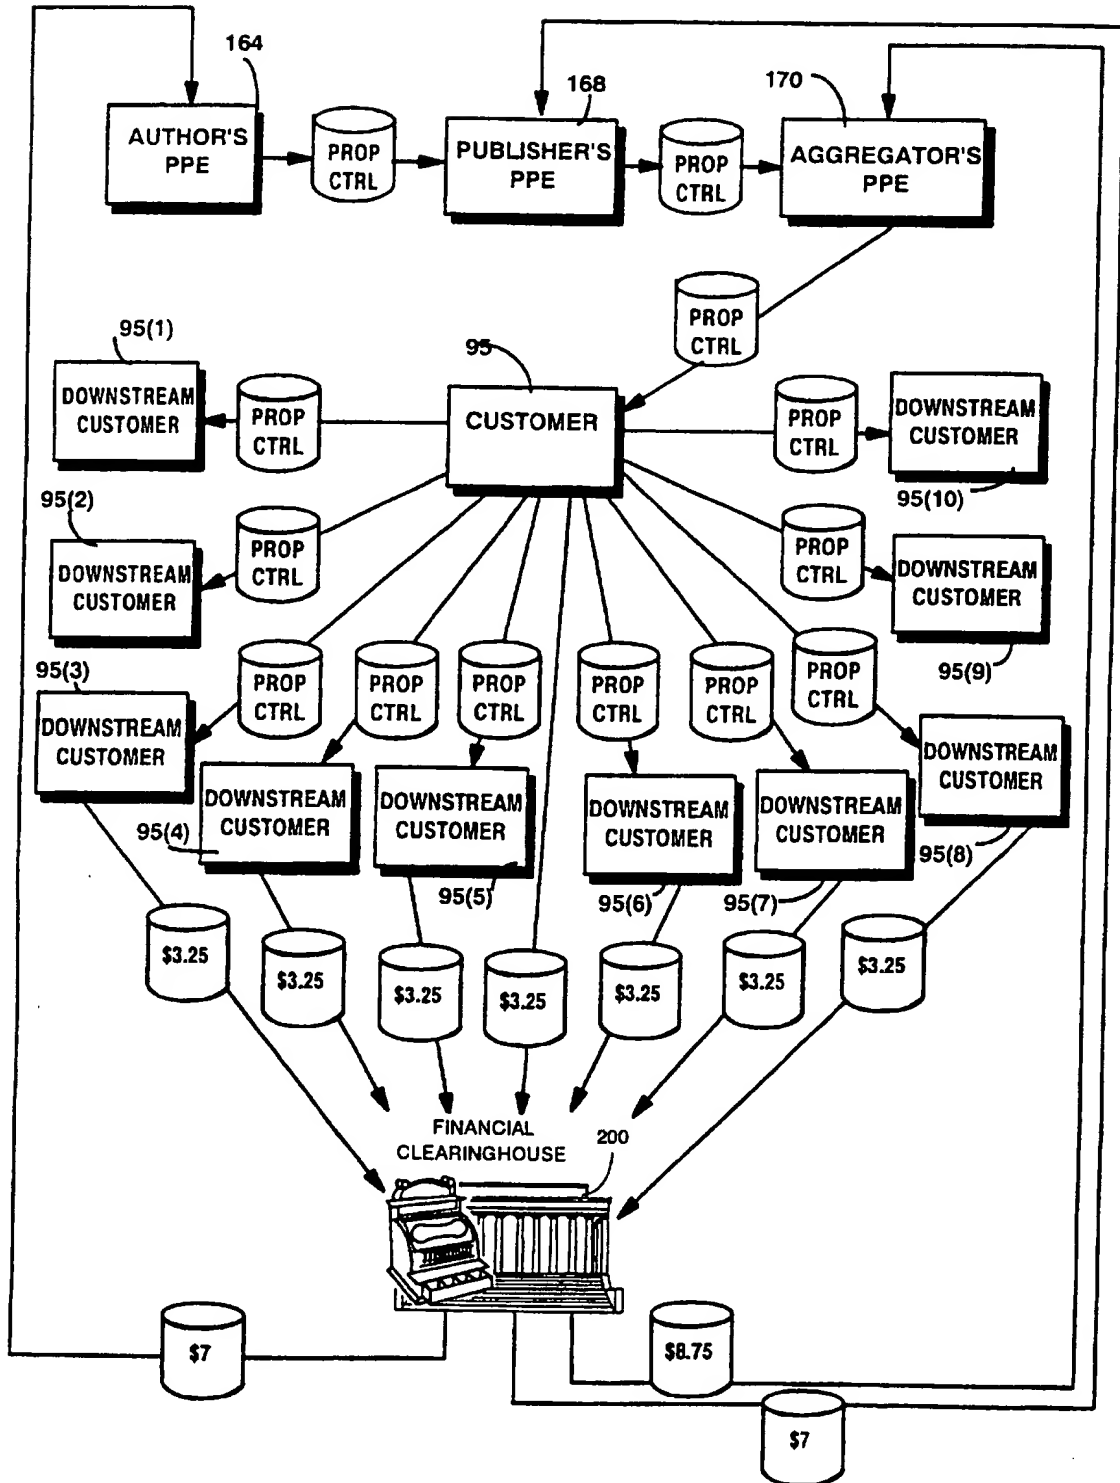 164
168
170
AUTHOR'S
PPE
PROP
CTRL
PUBLISHER'S
PPE
PROP
CTRL
AGGREGATOR'S
PPE
PROP
CTRL
95(1)
95
DOWNSTREAM
CUSTOMER
PROP
CTRL
CUSTOMER
PROP
CTRL
DOWNSTREAM
CUSTOMER
95(10)
95(2)
DOWNSTREAM
CUSTOMER
PROP
CTRL
PROP
CTRL
DOWNSTREAM
CUSTOMER
95(9)
95(3)
DOWNSTREAM
CUSTOMER
PROP
CTRL
PROP
CTRL
PROP
CTRL
PROP
CTRL
PROP
CTRL
PROP
CTRL
DOWNSTREAM
CUSTOMER
95(8)
DOWNSTREAM
CUSTOMER
95(4)
DOWNSTREAM
CUSTOMER
95(5)
DOWNSTREAM
CUSTOMER
95(6)
DOWNSTREAM
CUSTOMER
95(7)
$3.25
$3.25
$3.25
$3.25
$3.25
$3.25
$3.25
FINANCIAL
CLEARINGHOUSE
200
$7
$8.75
$7